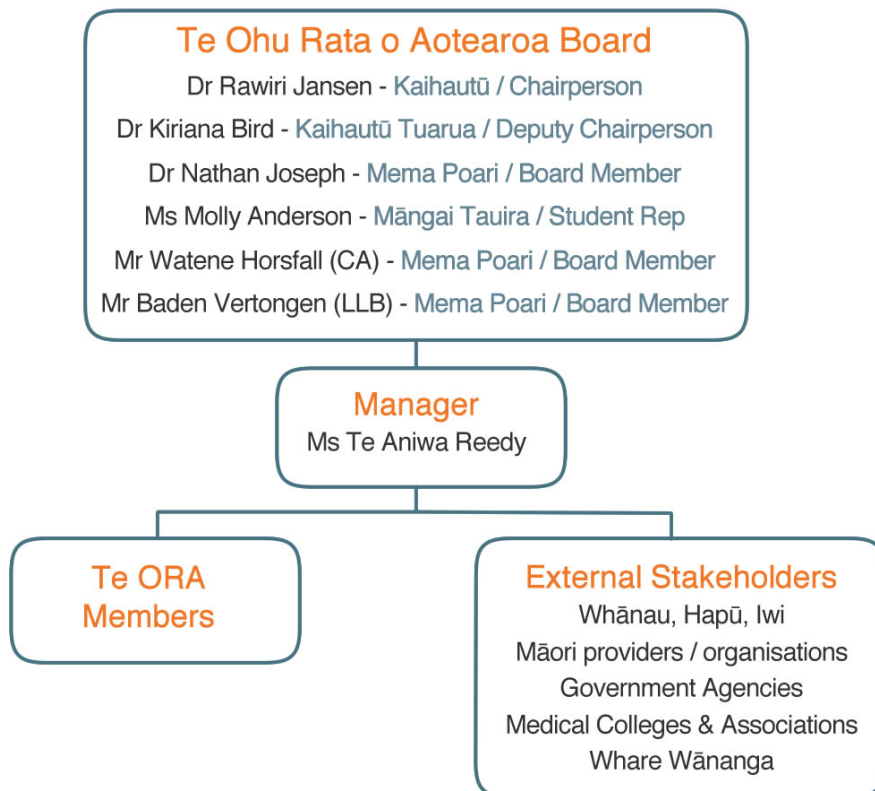 Te Ohu Rata o Aotearoa Board
Dr Rawiri Jansen - Kaihautū / Chairperson
Dr Kiriana Bird - Kaihautū Tuarua / Deputy Chairperson
Dr Nathan Joseph - Mema Poari / Board Member
Ms Molly Anderson - Māngai Tauira / Student Rep
Mr Watene Horsfall (CA) - Mema Poari / Board Member
Mr Baden Vertongen (LLB) - Mema Poari / Board Member
Manager
Ms Te Aniwa Reedy
Te ORA
Members
External Stakeholders
Whānau, Hapū, Iwi
Māori providers / organisations
Government Agencies
Medical Colleges & Associations
Whare Wānanga